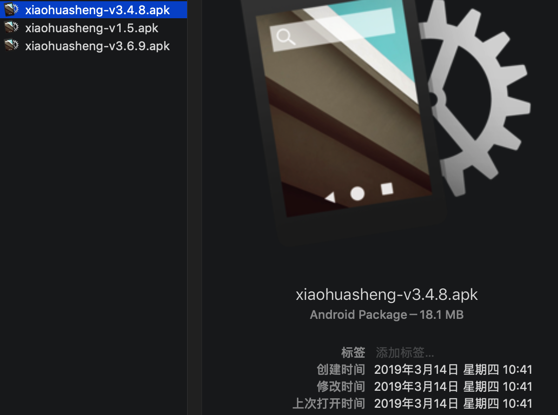 xiaohuasheng-v3.4.8.apk
xiaohuasheng-v1.5.apk
xiaohuasheng-v3.6.9.apk
xiaohuasheng-v3.4.8.apk
Android Package－18.1 MB
标签 添加标签…
创建时间 2019年3月14日 星期四 10:41
修改时间 2019年3月14日 星期四 10:41
上次打开时间 2019年3月14日 星期四 10:41